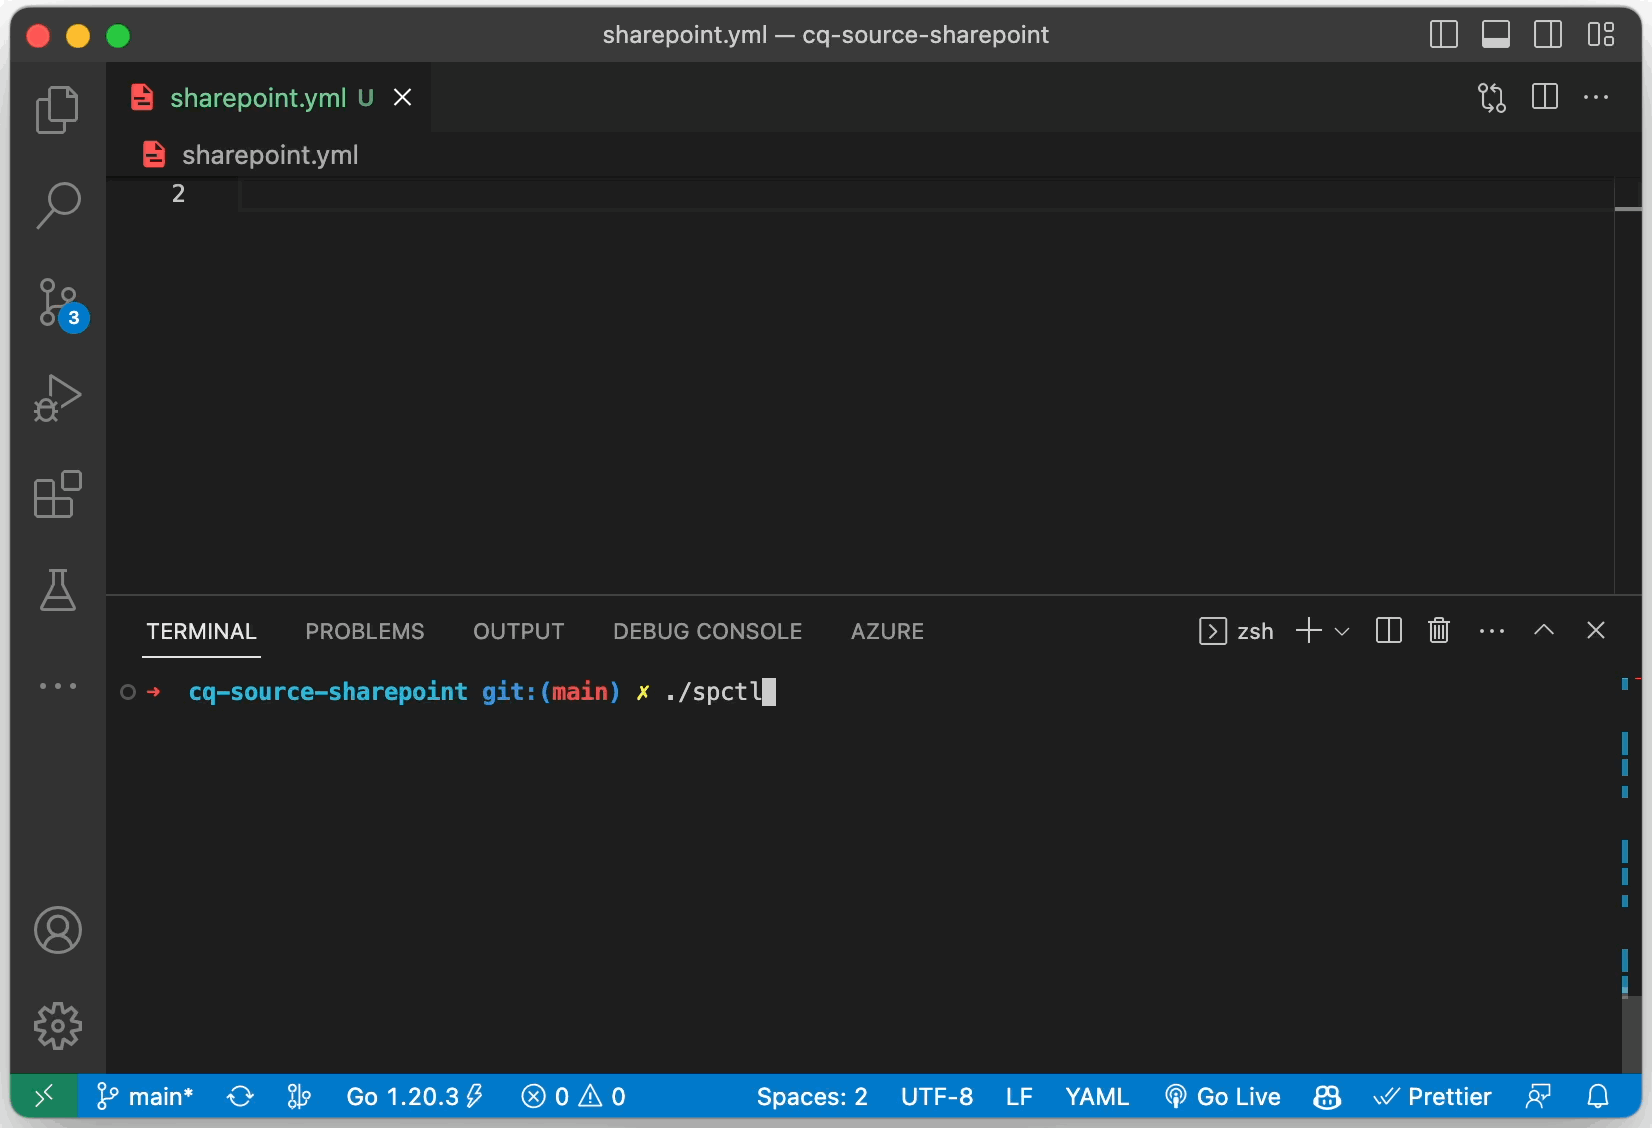 sharepoint.yml — cq-source-sharepoint
sharepoint.yml U
sharepoint.yml
2
3
TERMINAL PROBLEMS OUTPUT DEBUG CONSOLE AZURE zsh
➜ cq-source-sharepoint git:(main) ✗ ./spctl
main* Go 1.20.3 0 0 Spaces: 2 UTF-8 LF YAML Go Live Prettier